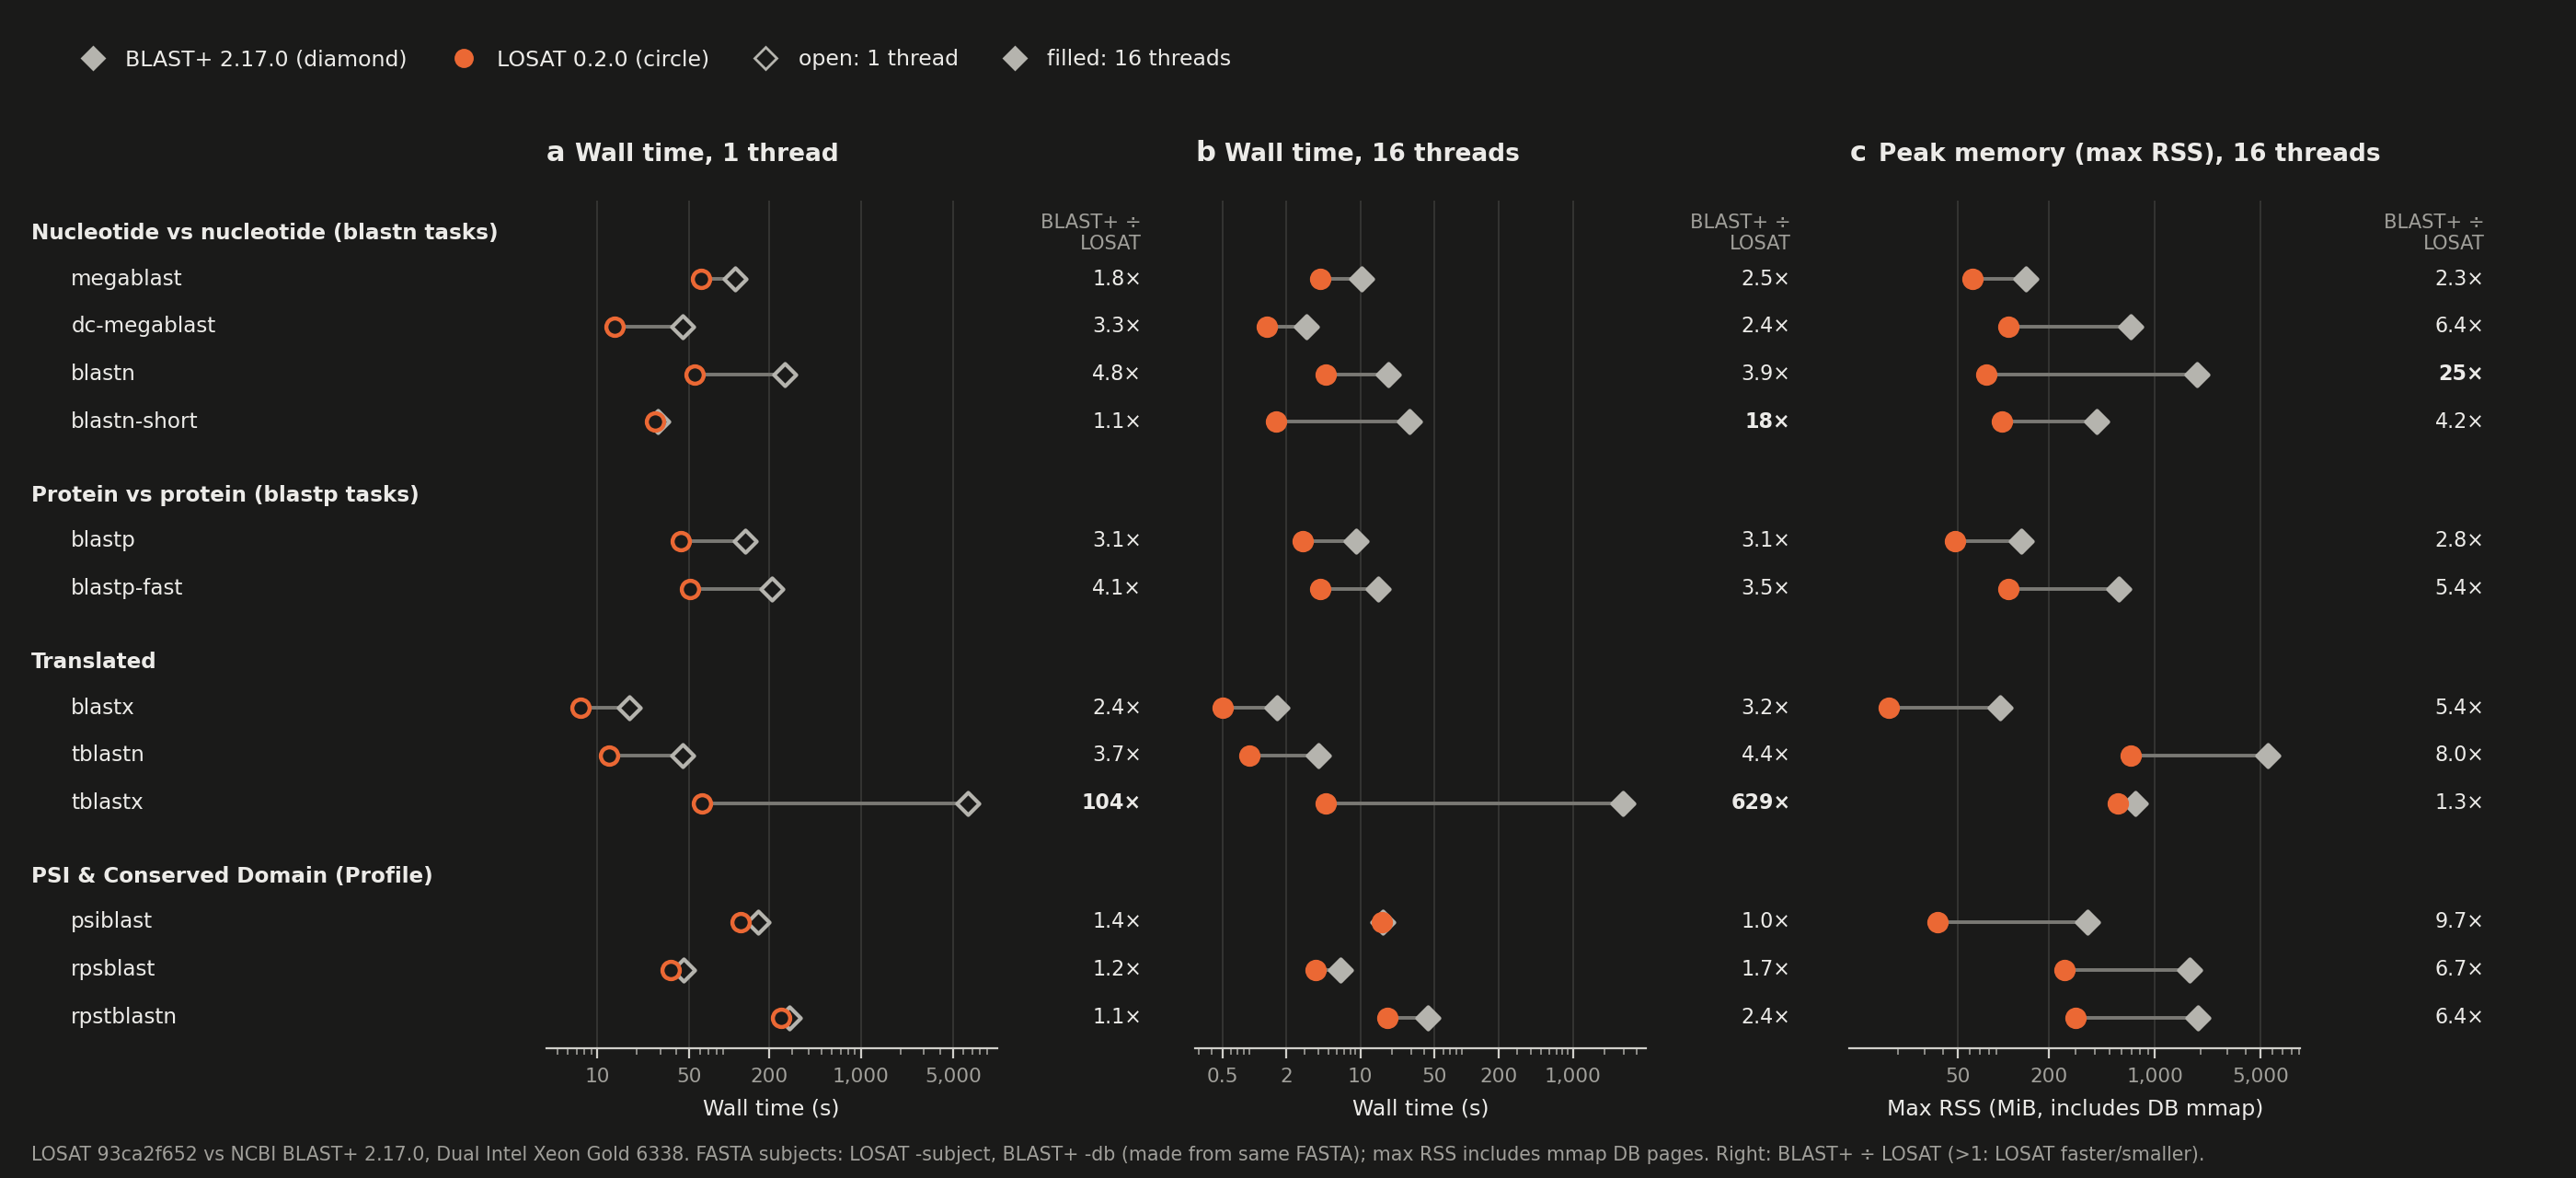 BLAST+ 2.17.0 (diamond) LOSAT 0.2.0 (circle) open: 1 thread filled: 16 threads
a Wall time, 1 thread b Wall time, 16 threads c Peak memory (max RSS), 16 threads
Nucleotide vs nucleotide (blastn tasks) BLAST+ ÷ LOSAT BLAST+ ÷ LOSAT BLAST+ ÷ LOSAT
megablast 1.8× 2.5× 2.3×
dc-megablast 3.3× 2.4× 6.4×
blastn 4.8× 3.9× 25×
blastn-short 1.1× 18× 4.2×
Protein vs protein (blastp tasks)
blastp 3.1× 3.1× 2.8×
blastp-fast 4.1× 3.5× 5.4×
Translated
blastx 2.4× 3.2× 5.4×
tblastn 3.7× 4.4× 8.0×
tblastx 104× 629× 1.3×
PSI & Conserved Domain (Profile)
psiblast 1.4× 1.0× 9.7×
rpsblast 1.2× 1.7× 6.7×
rpstblastn 1.1× 2.4× 6.4×
10 50 200 1,000 5,000 0.5 2 10 50 200 1,000 50 200 1,000 5,000
Wall time (s) Wall time (s) Max RSS (MiB, includes DB mmap)
LOSAT 93ca2f652 vs NCBI BLAST+ 2.17.0, Dual Intel Xeon Gold 6338. FASTA subjects: LOSAT -subject, BLAST+ -db (made from same FASTA); max RSS includes mmap DB pages. Right: BLAST+ ÷ LOSAT (>1: LOSAT faster/smaller).